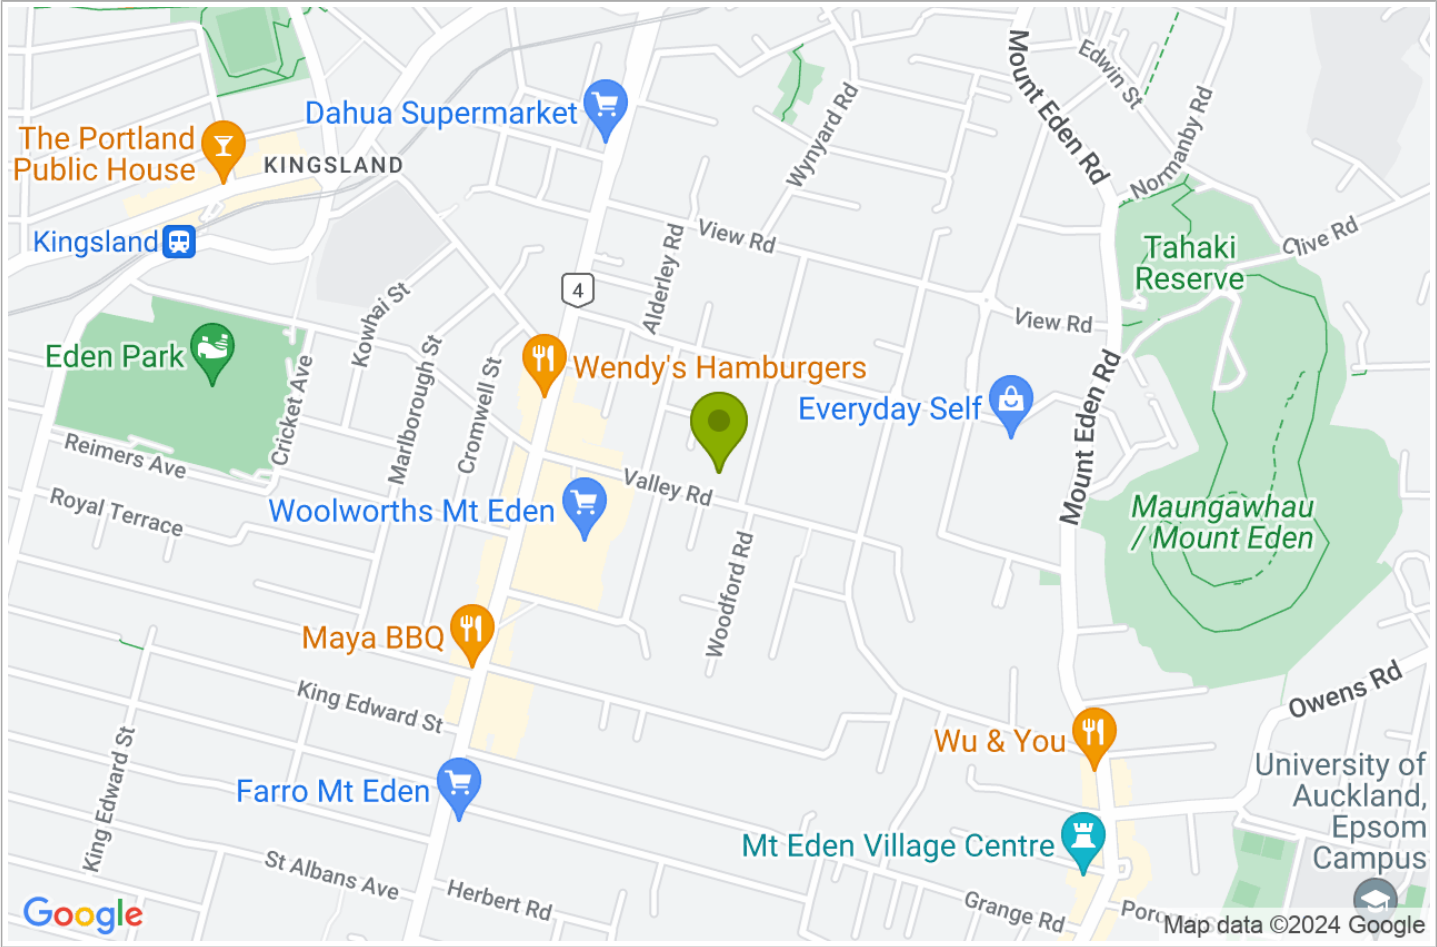 Dahua Supermarket
The Portland
Public House
KINGSLAND
Kingsland
Mount Eden Rd
Edwin St
Normanby Rd
Wynyard Rd
View Rd
Tahaki
Reserve
Clive Rd
4
Alderley Rd
Kowhai St
View Rd
Eden Park
Marlborough St
Cromwell St
Cricket Ave
Wendy's Hamburgers
Everyday Self
Mount Eden Rd
Reimers Ave
Royal Terrace
Valley Rd
Woolworths Mt Eden
Maungawhau
/ Mount Eden
Woodford Rd
Maya BBQ
King Edward St
Owens Rd
Wu & You
King Edward St
Farro Mt Eden
University of
Auckland,
Epsom
Campus
Mt Eden Village Centre
St Albans Ave
Herbert Rd
Grange Rd
Google
Map data ©2024 Google